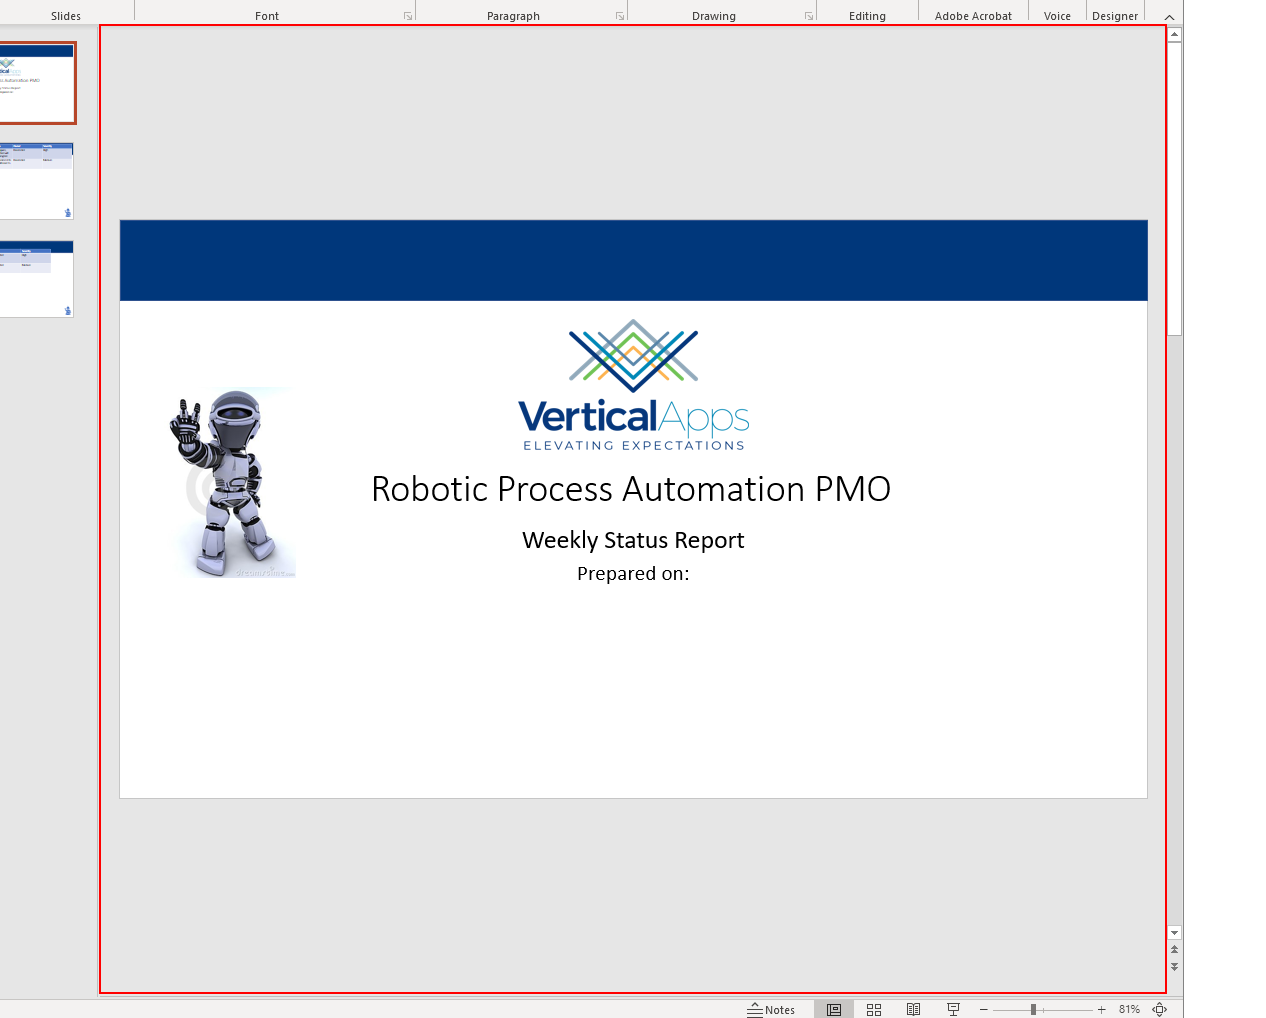 Slides Font Paragraph Drawing Editing Adobe Acrobat Voice Designer
VerticalApps
ELEVATING EXPECTATIONS
Robotic Process Automation PMO
Weekly Status Report
Prepared on:
dreamstime
Notes 81%